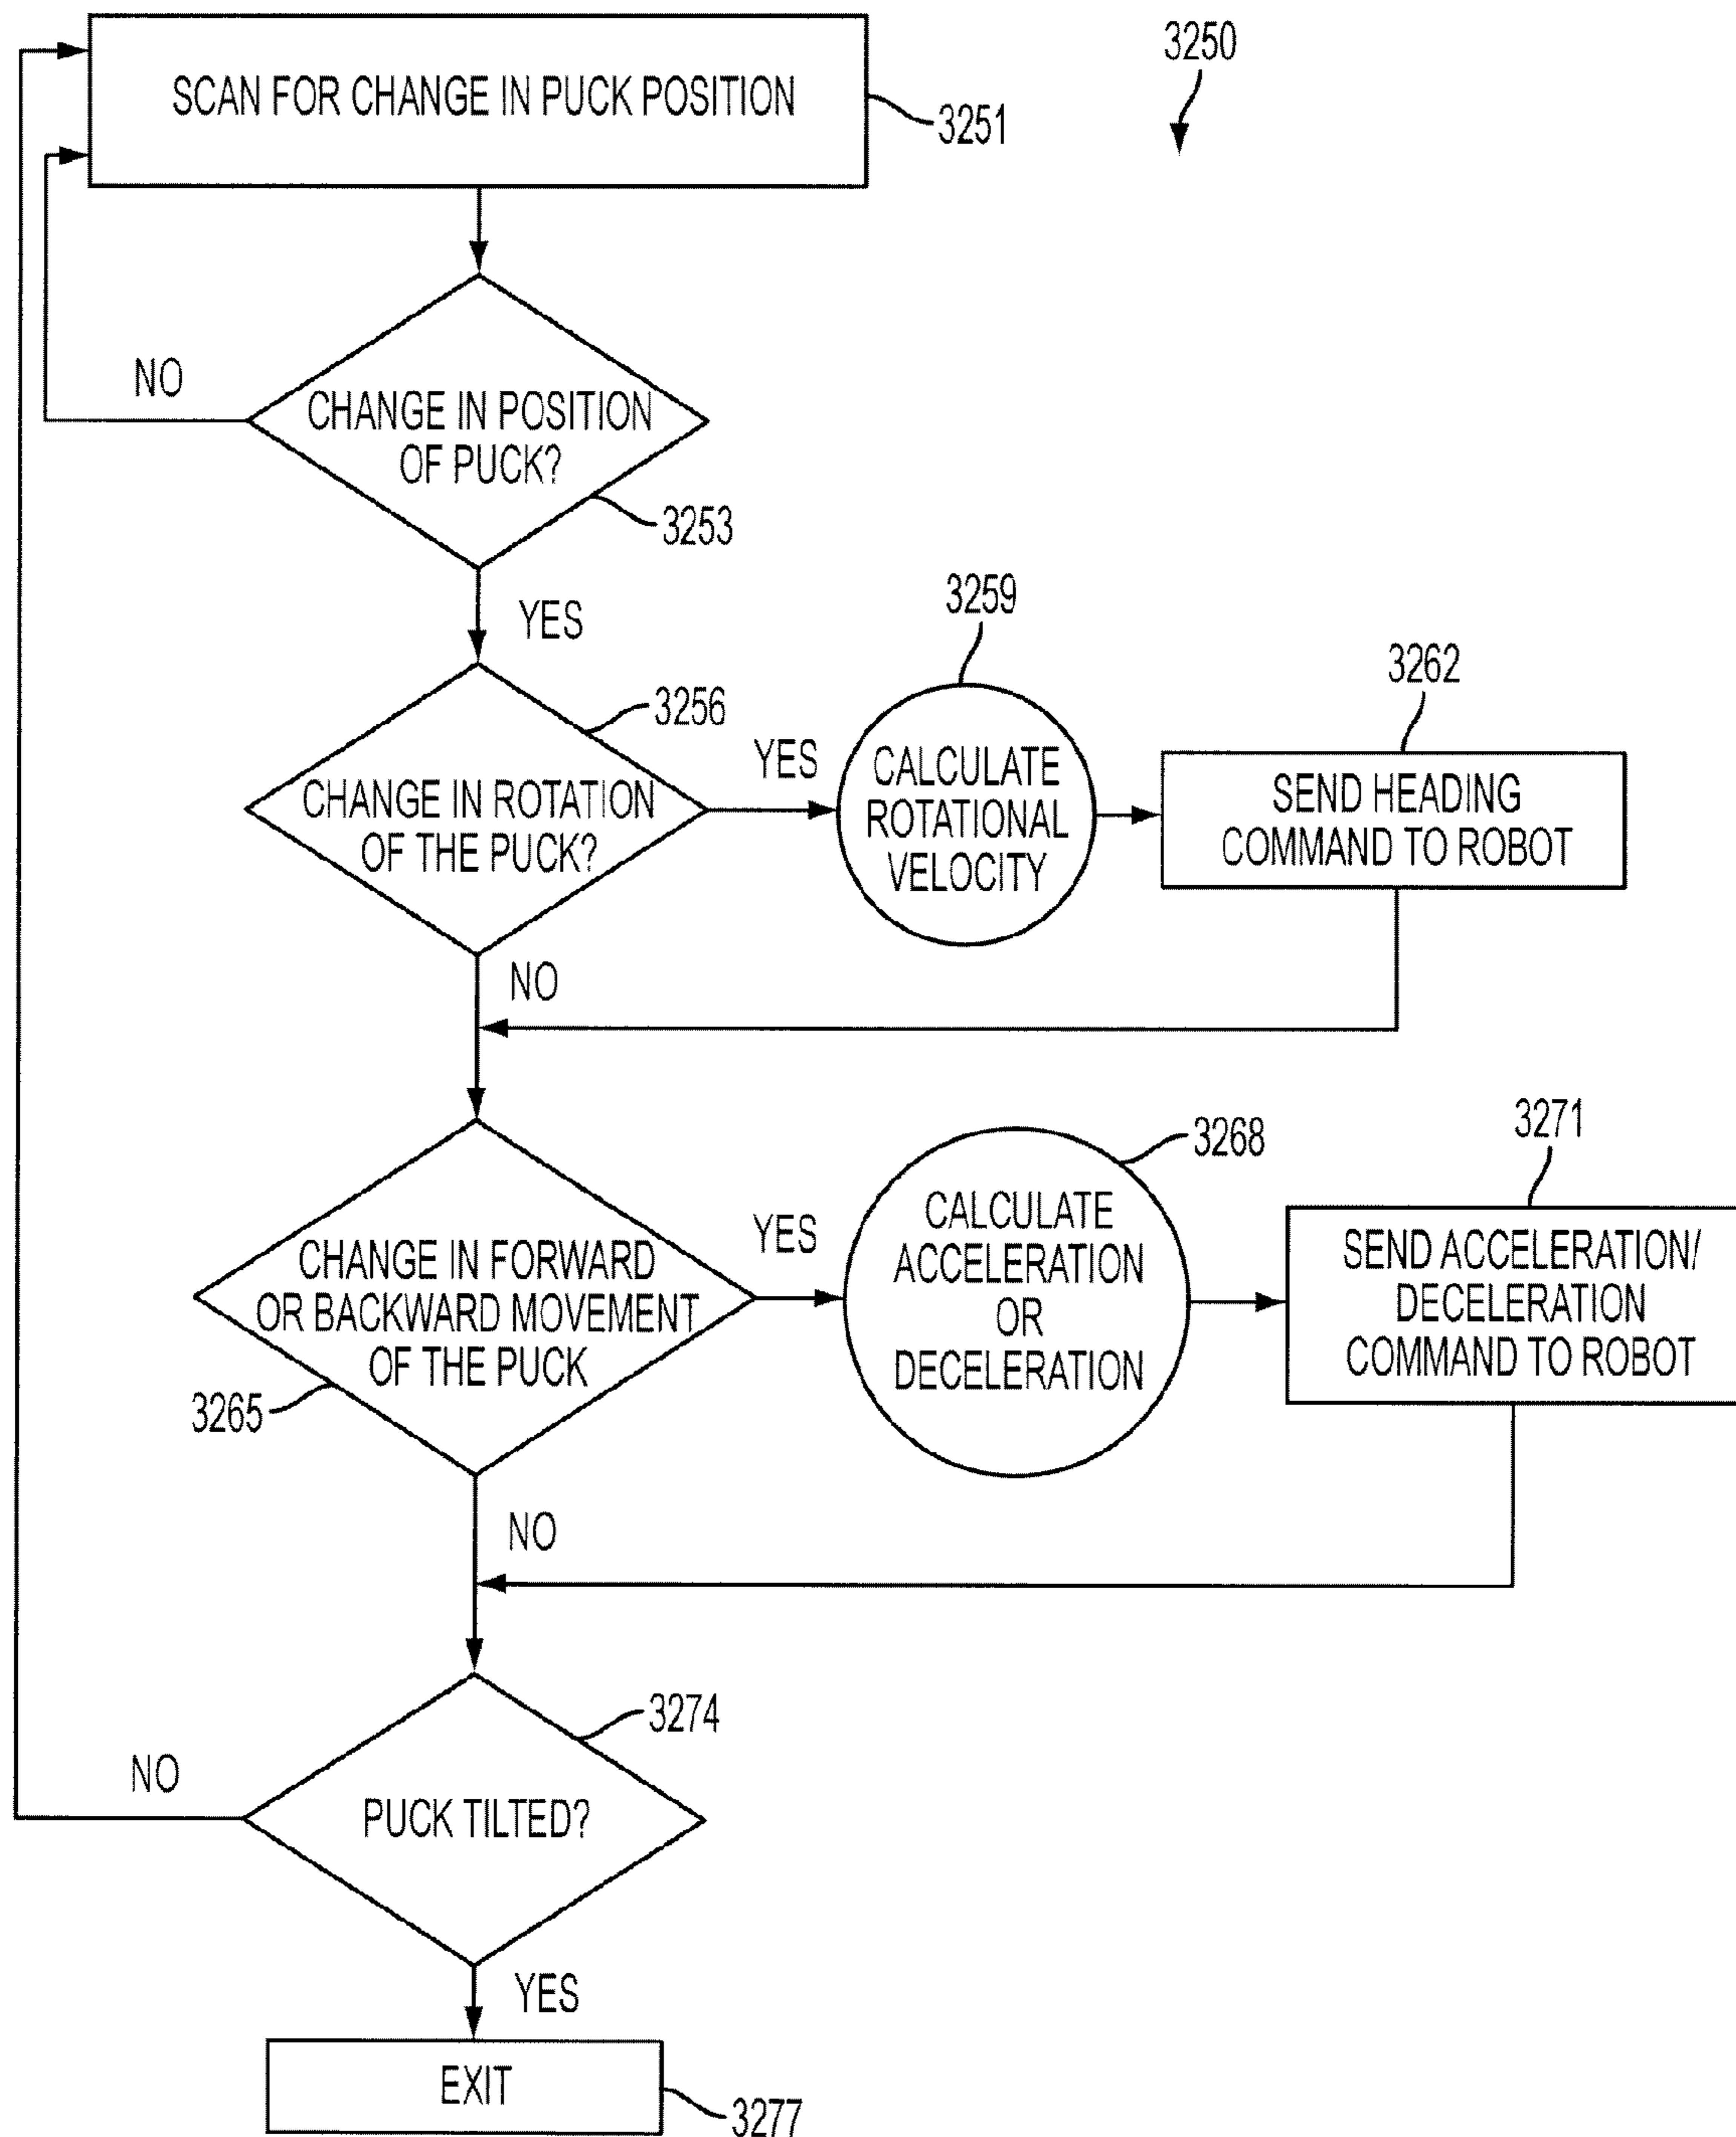 3250
SCAN FOR CHANGE IN PUCK POSITION
3251
NO
CHANGE IN POSITION
OF PUCK?
3253
YES
3256
CHANGE IN ROTATION
OF THE PUCK?
YES
3259
CALCULATE
ROTATIONAL
VELOCITY
3262
SEND HEADING
COMMAND TO ROBOT
NO
CHANGE IN FORWARD
OR BACKWARD MOVEMENT
OF THE PUCK
3265
YES
3268
CALCULATE
ACCELERATION
OR
DECELERATION
3271
SEND ACCELERATION/
DECELERATION
COMMAND TO ROBOT
NO
3274
NO
PUCK TILTED?
YES
EXIT
3277